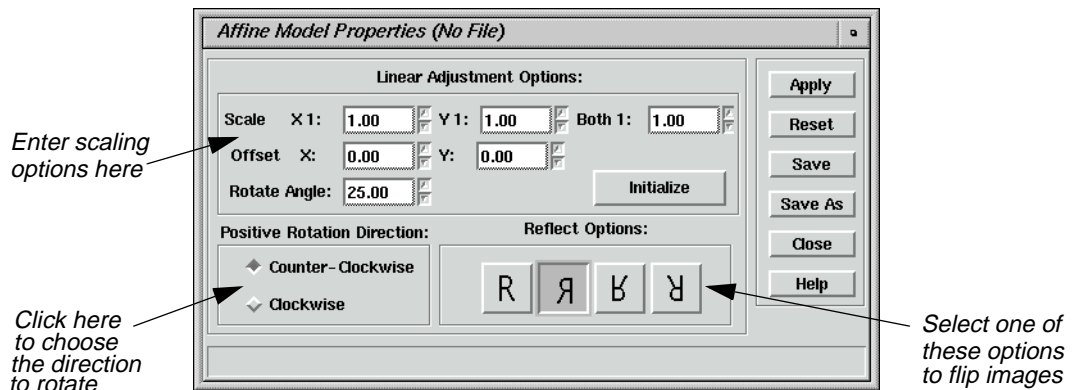 Affine Model Properties (No File)
Linear Adjustment Options:
Scale X 1: 1.00 Y 1: 1.00 Both 1: 1.00
Offset X: 0.00 Y: 0.00
Rotate Angle: 25.00
Initialize
Positive Rotation Direction:
Counter-Clockwise
Clockwise
Reflect Options:
R R R R
Apply
Reset
Save
Save As
Close
Help
Enter scaling
options here
Click here
to choose
the direction
to rotate
Select one of
these options
to flip images